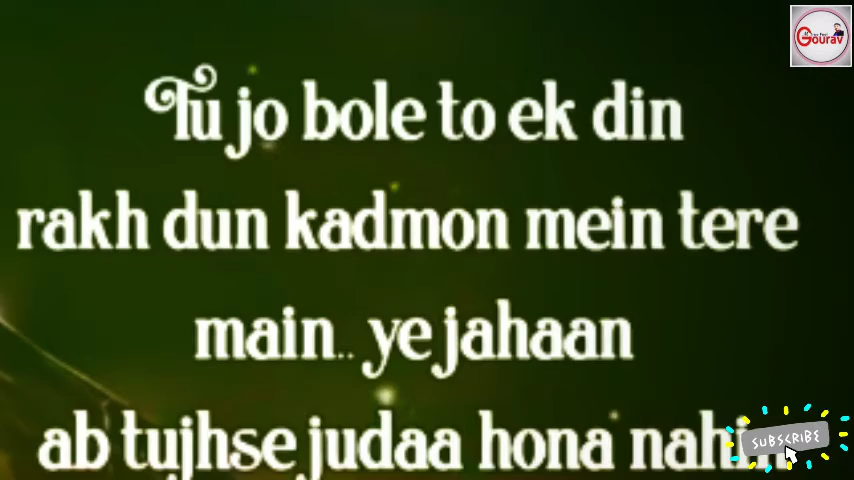 Gourav
Tu jo bole to ek din
rakh dun kadmon mein tere
main.. ye jahaan
ab tujhse judaa hona
SUBSCRIBE